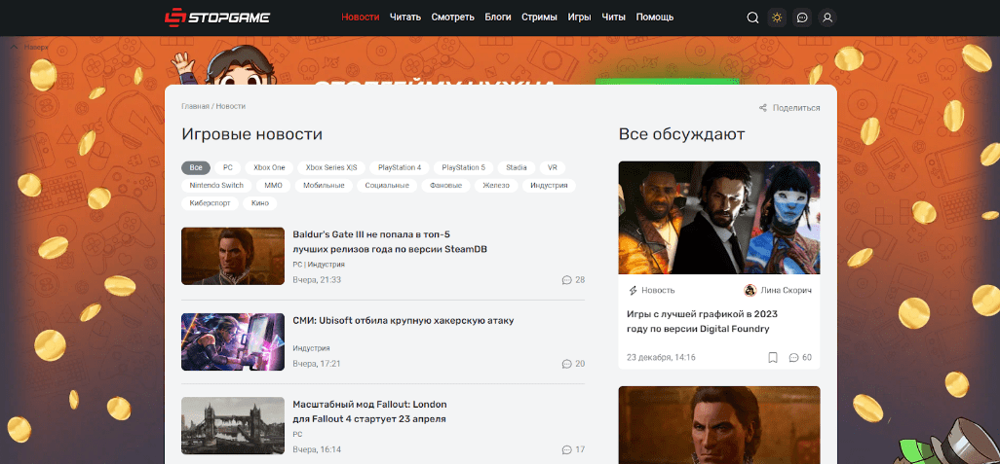 STOPGAME
Новости Читать Смотреть Блоги Стримы Игры Читы Помощь
Наверх
Главная / Новости
Поделиться
Игровые новости
Все PC Xbox One Xbox Series X|S PlayStation 4 PlayStation 5 Stadia VR
Nintendo Switch MMO Мобильные Социальные Фановые Железо Индустрия
Киберспорт Кино
Baldur's Gate III не попала в топ-5
лучших релизов года по версии SteamDB
PC | Индустрия
Вчера, 21:33 28
СМИ: Ubisoft отбила крупную хакерскую атаку
Индустрия
Вчера, 17:21 20
Масштабный мод Fallout: London
для Fallout 4 стартует 23 апреля
PC
Вчера, 16:14 17
Все обсуждают
Новость Лина Скорич
Игры с лучшей графикой в 2023
году по версии Digital Foundry
23 декабря, 14:16 60